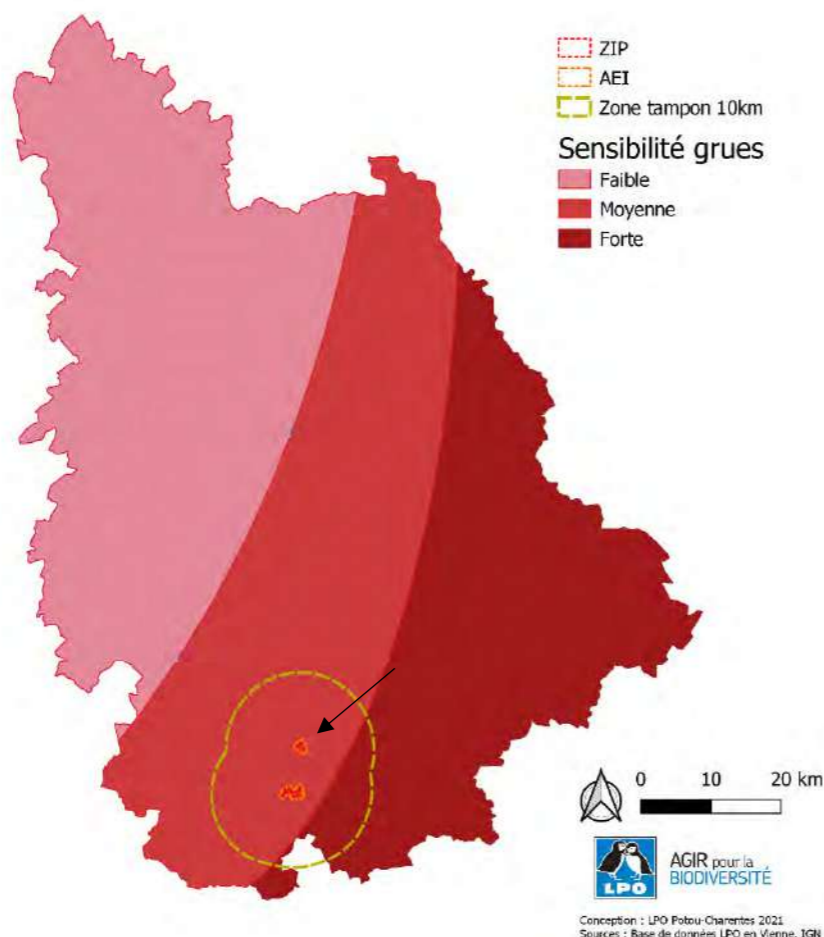 ZIP
AEI
Zone tampon 10km
Sensibilité grues
Faible
Moyenne
Forte
0 10 20 km
LPO
AGIR pour la
BIODIVERSITÉ
Conception : LPO Poitou-Charentes 2021
Sources : Base de données LPO en Vienne, IGN